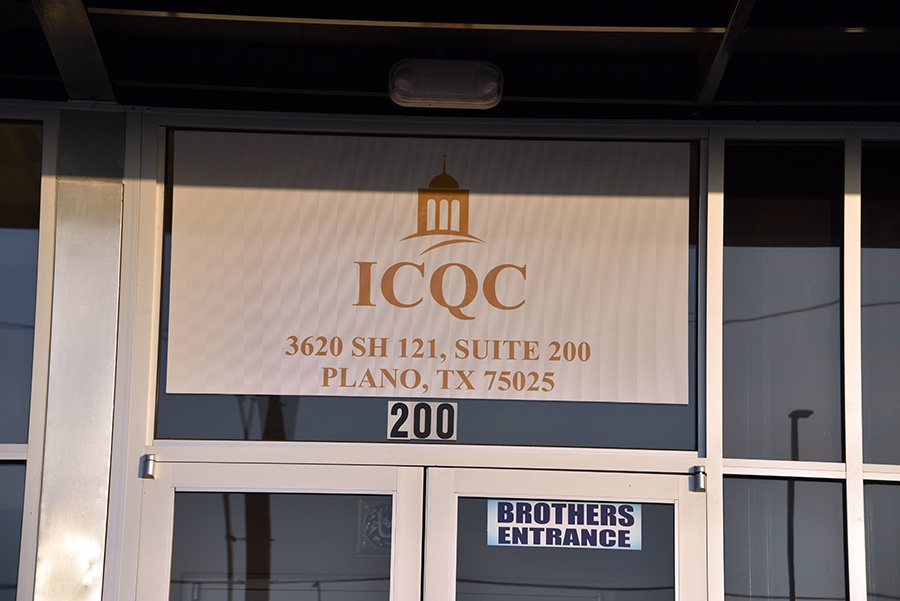 ICQC
3620 SH 121, SUITE 200
PLANO, TX 75025
200
BROTHERS
ENTRANCE